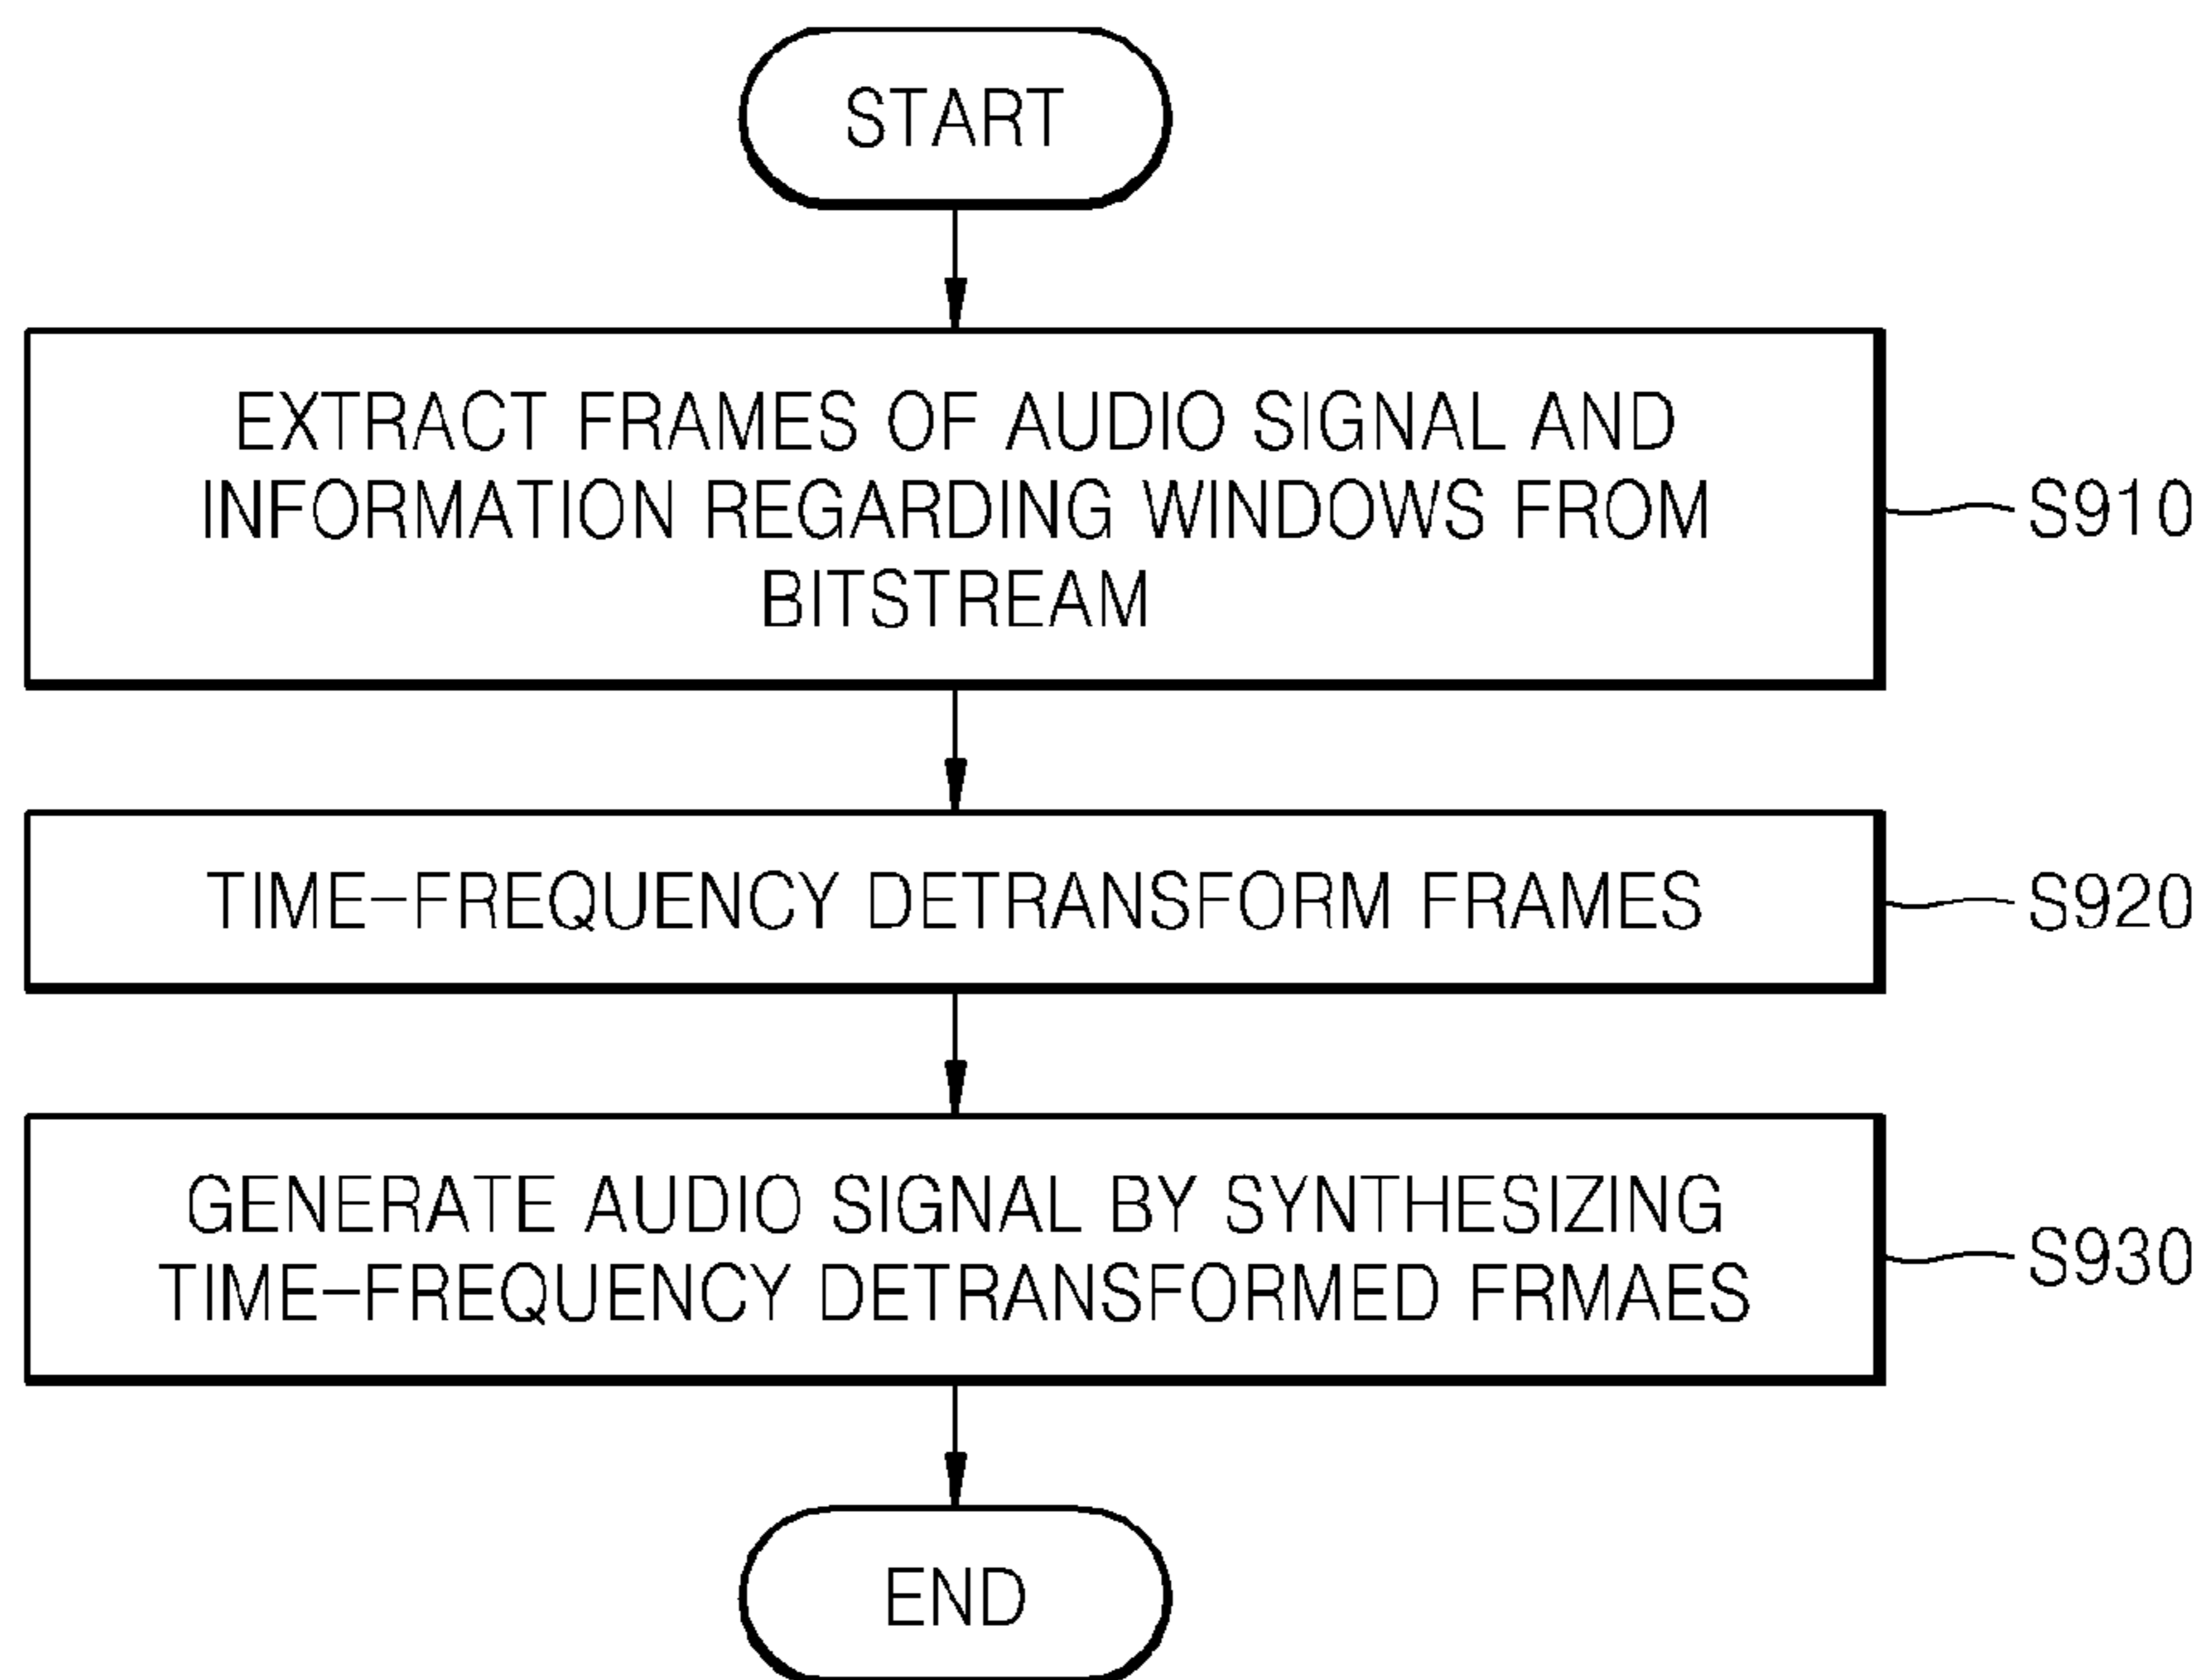 START
EXTRACT FRAMES OF AUDIO SIGNAL AND
INFORMATION REGARDING WINDOWS FROM
BITSTREAM
S910
TIME-FREQUENCY DETRANSFORM FRAMES
S920
GENERATE AUDIO SIGNAL BY SYNTHESIZING
TIME-FREQUENCY DETRANSFORMED FRMAES
S930
END